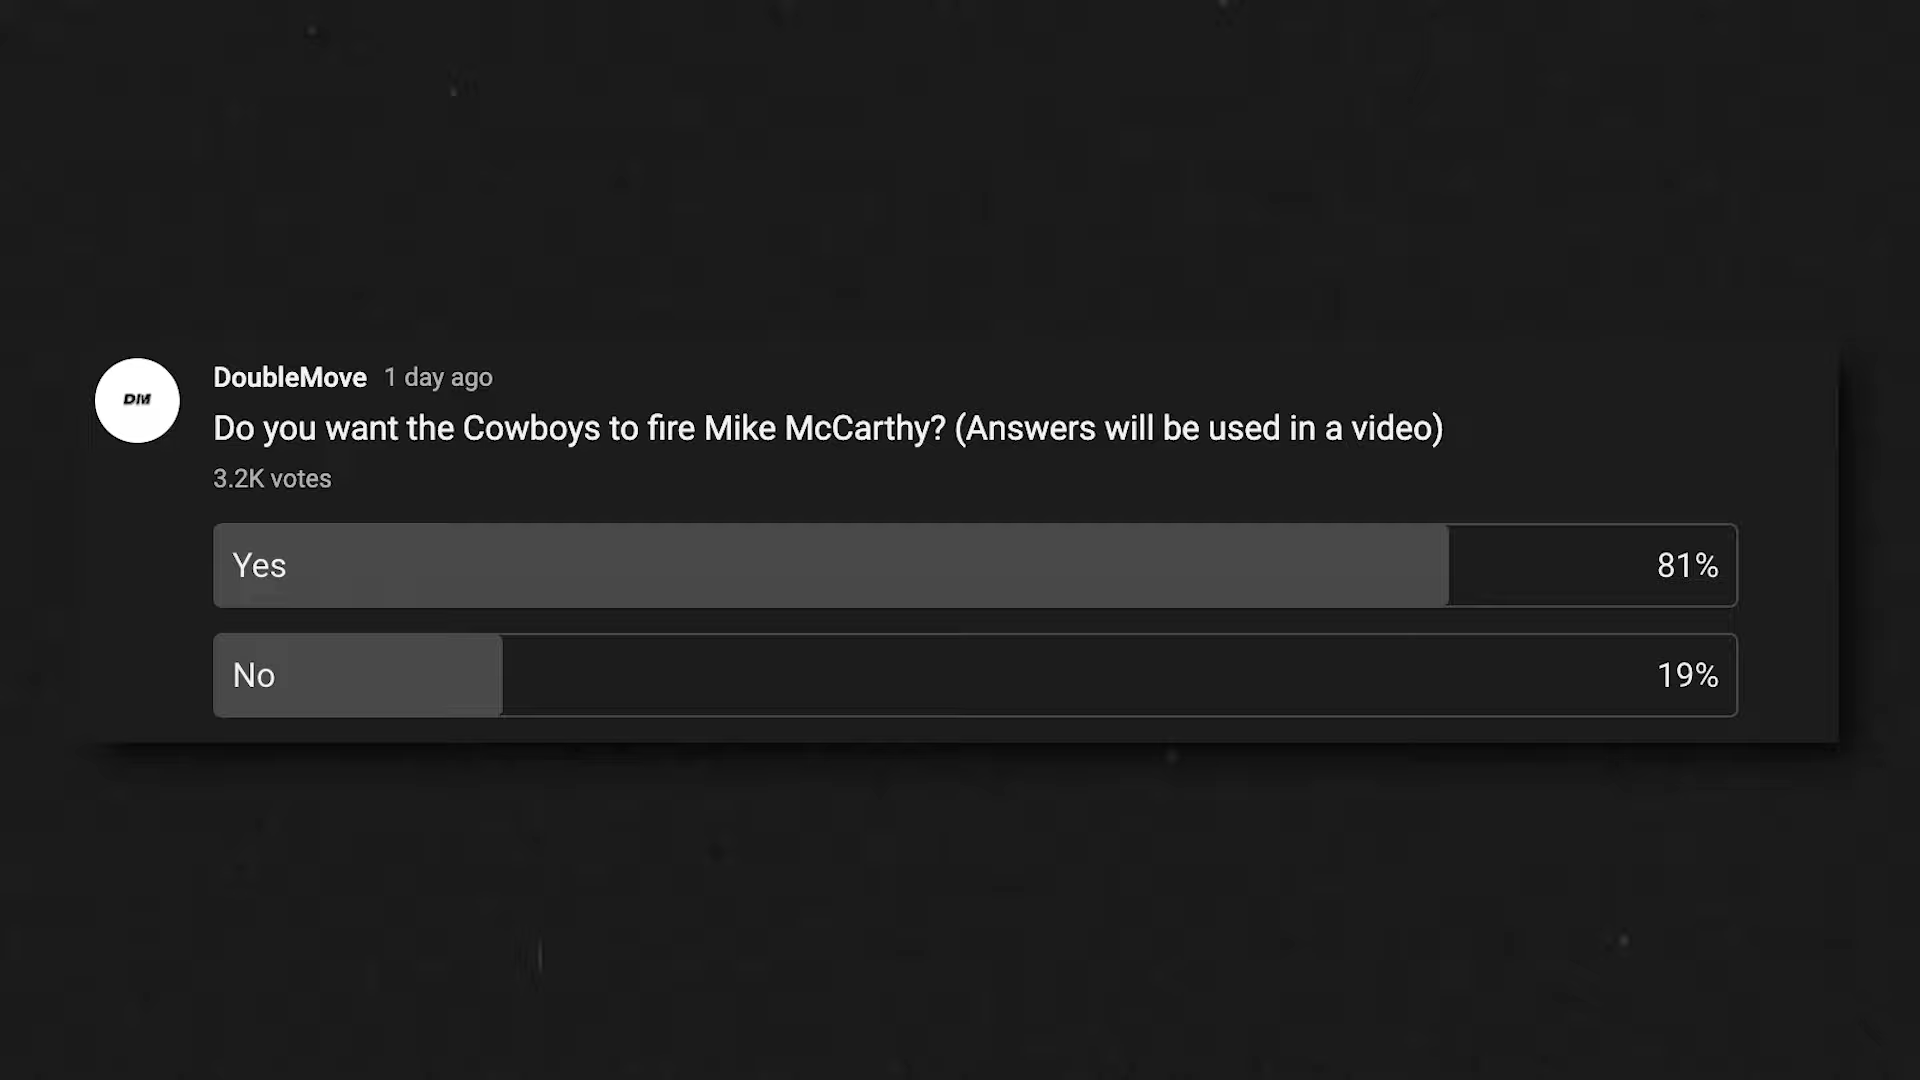 DM
DoubleMove 1 day ago
Do you want the Cowboys to fire Mike McCarthy? (Answers will be used in a video)
3.2K votes
Yes 81%
No 19%